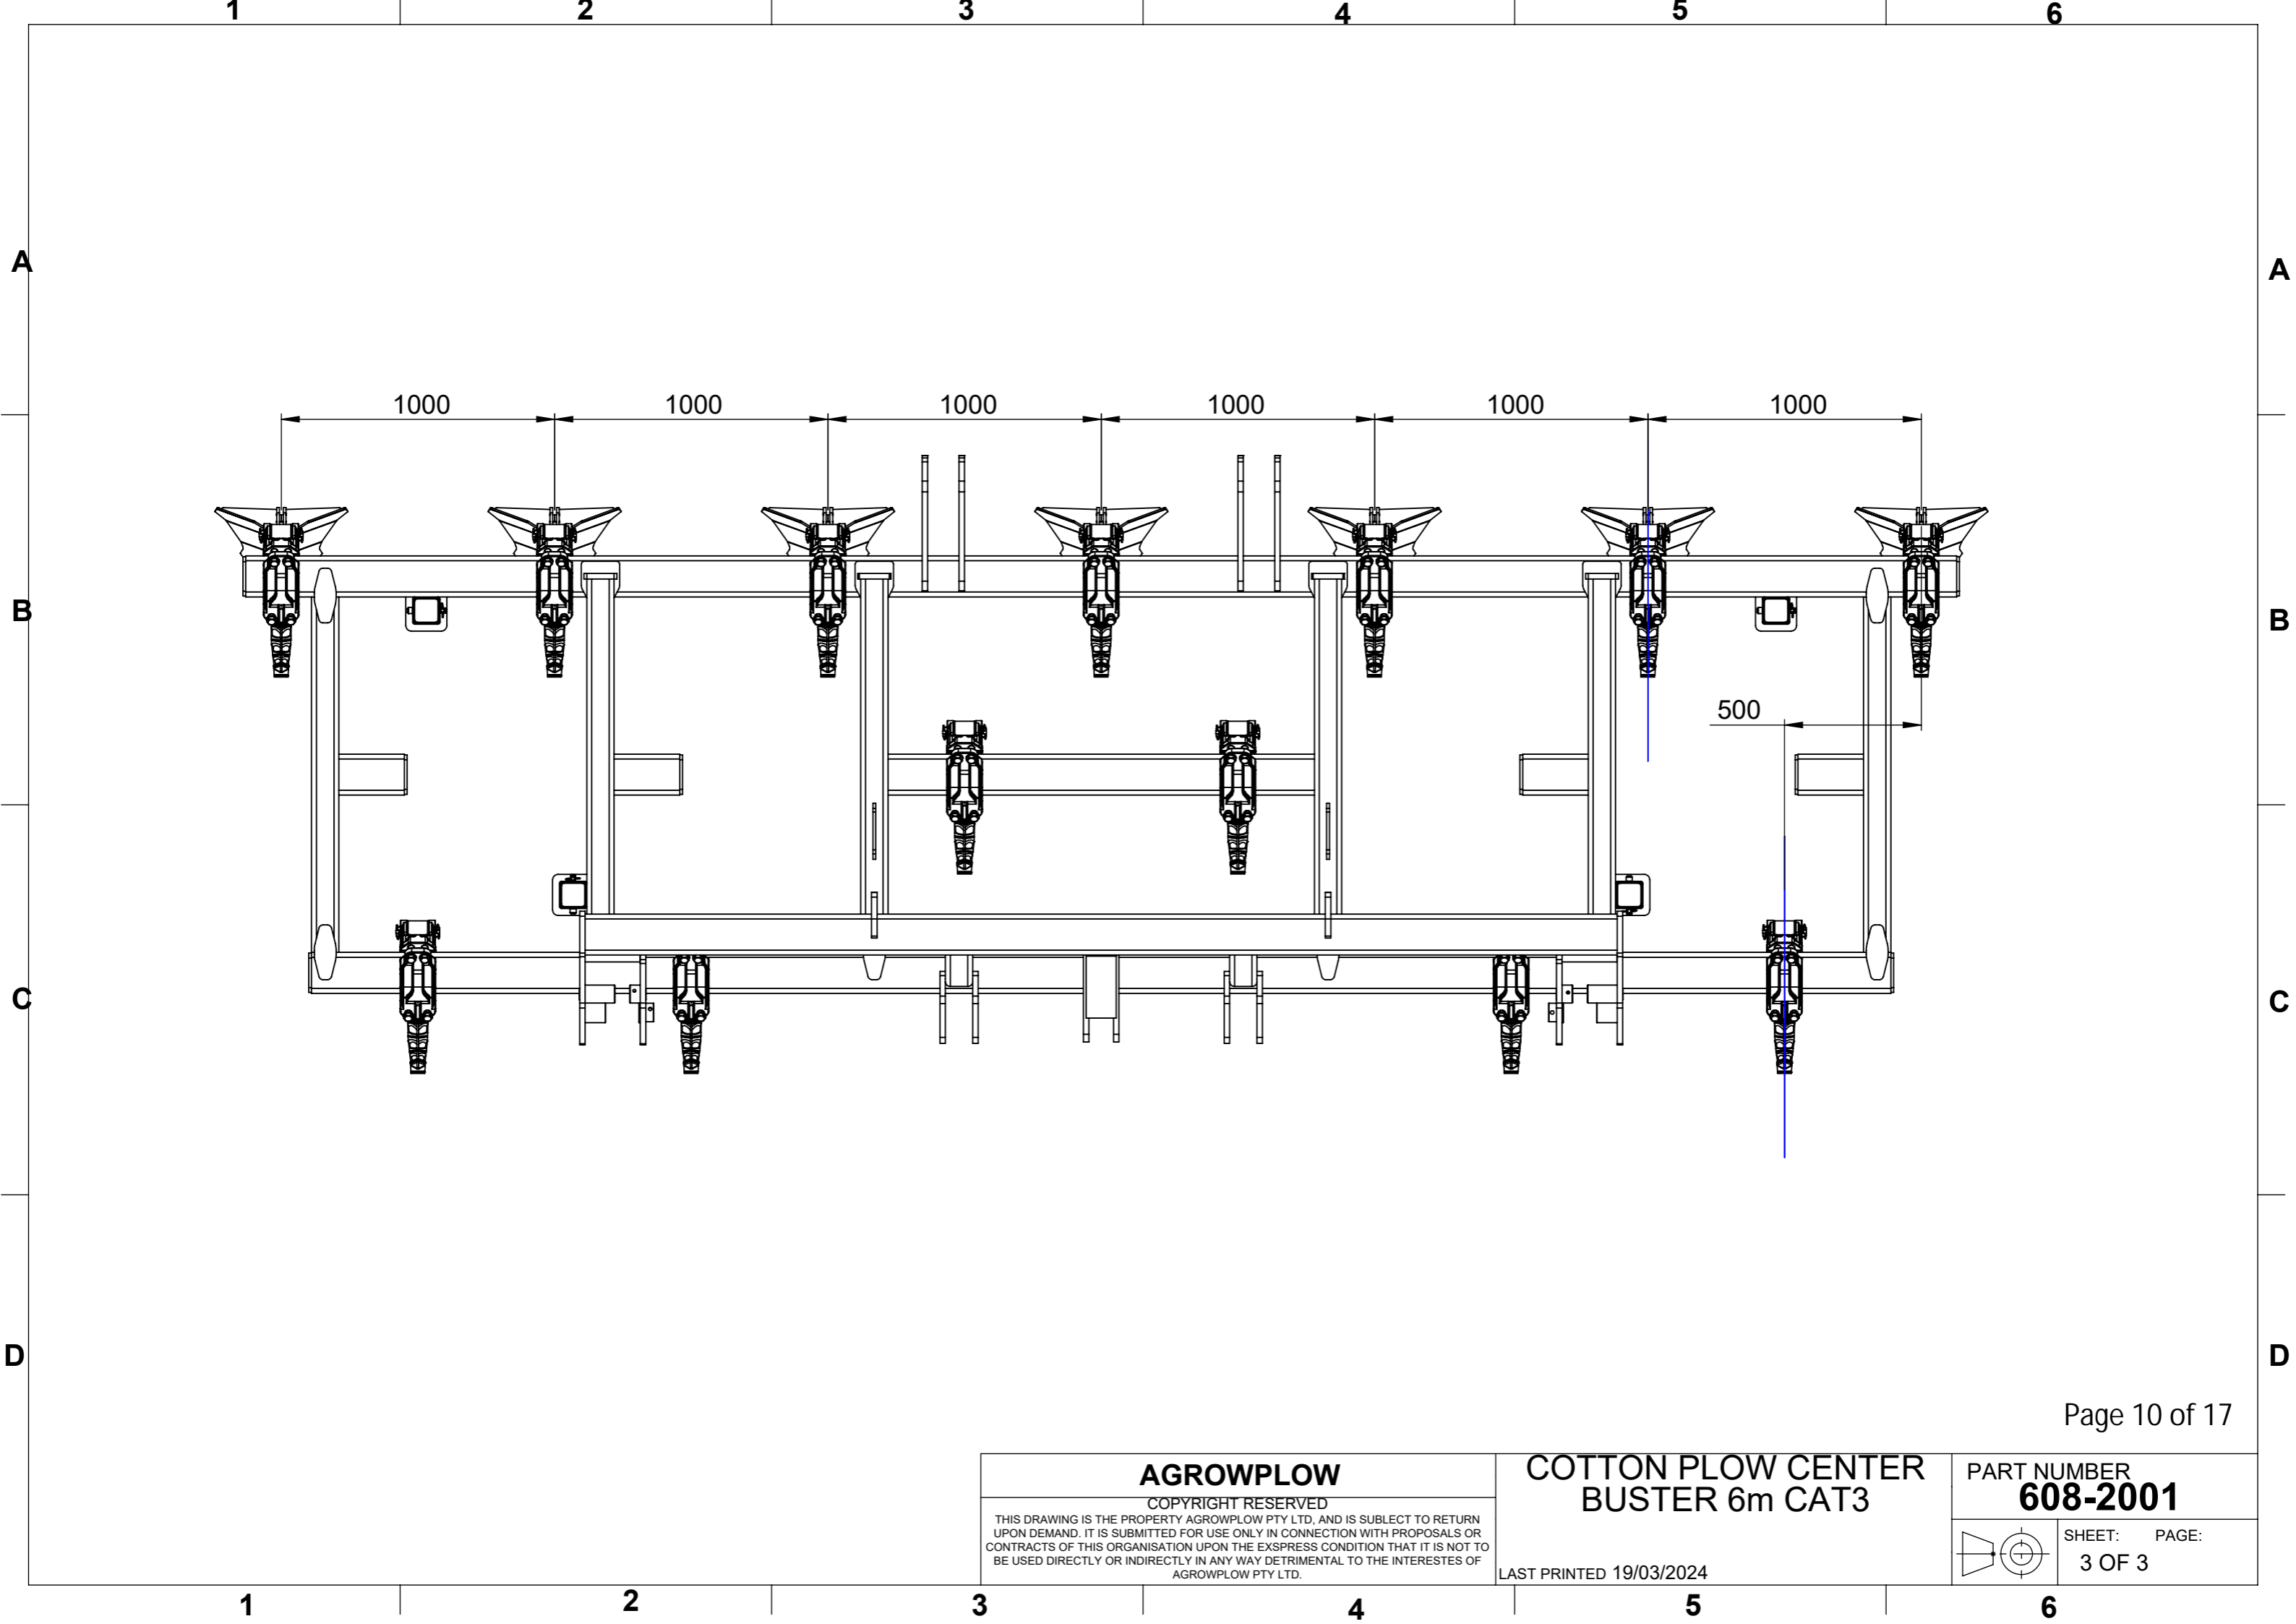 1 2 3 4 5 6
A A
1000 1000 1000 1000 1000 1000
B B
500
C C
D D
Page 10 of 17
AGROWPLOW
COPYRIGHT RESERVED
THIS DRAWING IS THE PROPERTY AGROWPLOW PTY LTD, AND IS SUBLECT TO RETURN
UPON DEMAND. IT IS SUBMITTED FOR USE ONLY IN CONNECTION WITH PROPOSALS OR
CONTRACTS OF THIS ORGANISATION UPON THE EXSPRESS CONDITION THAT IT IS NOT TO
BE USED DIRECTLY OR INDIRECTLY IN ANY WAY DETRIMENTAL TO THE INTERESTES OF
AGROWPLOW PTY LTD.
COTTON PLOW CENTER
BUSTER 6m CAT3
LAST PRINTED 19/03/2024
PART NUMBER
608-2001
SHEET: PAGE:
3 OF 3
1 2 3 4 5 6